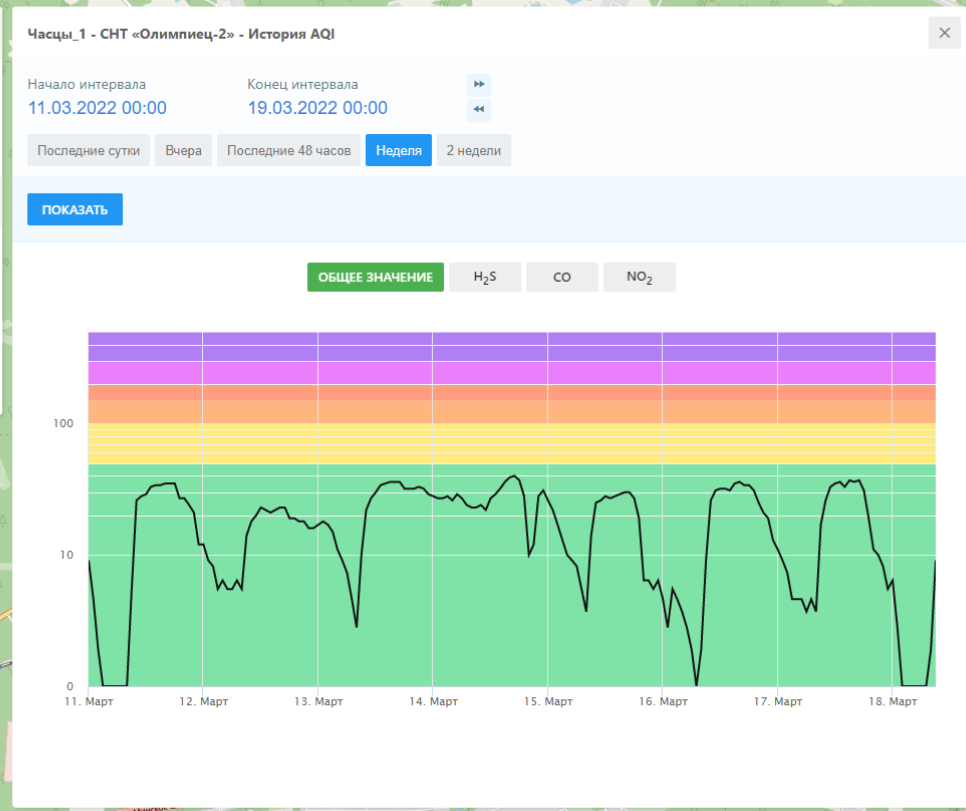 Часцы_1 - СНТ «Олимпиец-2» - История AQI
Начало интервала
Конец интервала
11.03.2022 00:00
19.03.2022 00:00
Последние сутки
Вчера
Последние 48 часов
Неделя
2 недели
ПОКАЗАТЬ
ОБЩЕЕ ЗНАЧЕНИЕ
H₂S
CO
NO₂
100
10
0
11. Март
12. Март
13. Март
14. Март
15. Март
16. Март
17. Март
18. Март